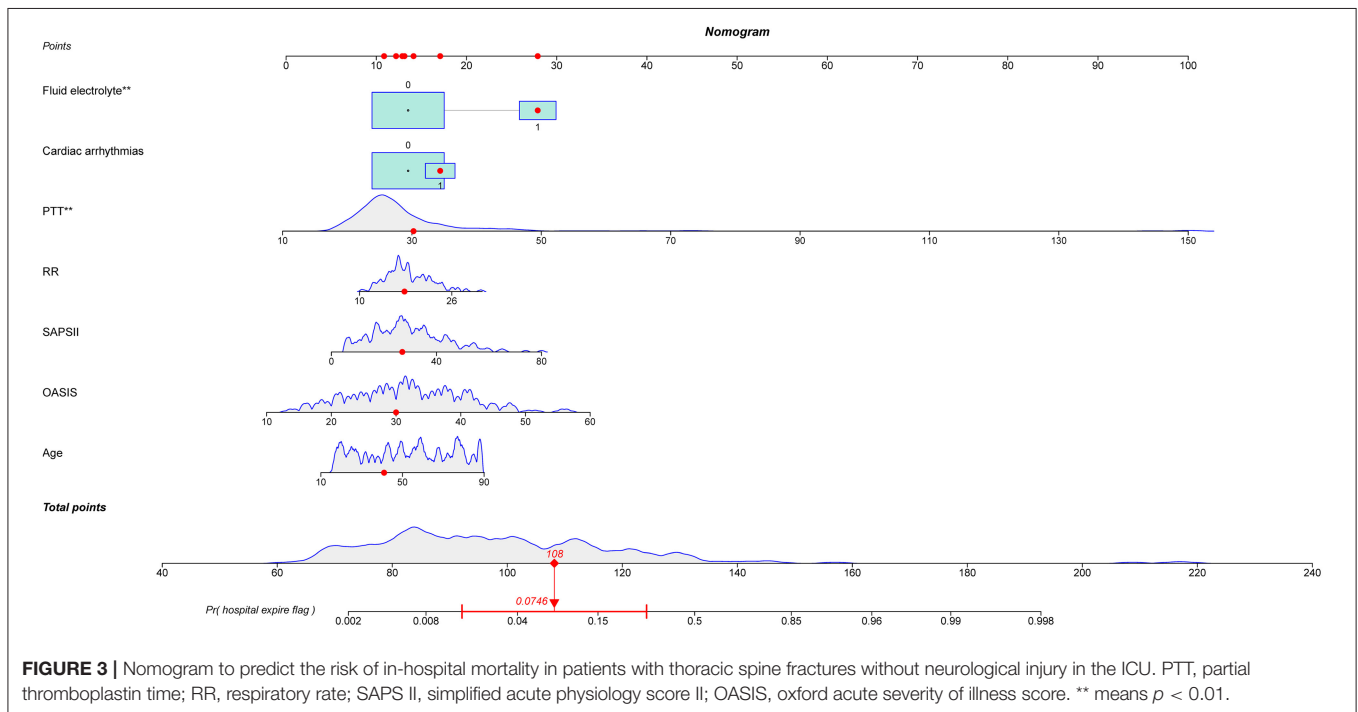 Nomogram
Points
0 10 20 30 40 50 60 70 80 90 100
Fluid electrolyte**
0
1
Cardiac arrhythmias
0
1
PTT**
10 30 50 70 90 110 130 150
RR
10 26
SAPSII
0 40 80
OASIS
10 20 30 40 50 60
Age
10 50 90
Total points
108
40 60 80 100 120 140 160 180 200 220 240
0.0746
Pr( hospital expire flag )
0.002 0.008 0.04 0.15 0.5 0.85 0.96 0.99 0.998
FIGURE 3 | Nomogram to predict the risk of in-hospital mortality in patients with thoracic spine fractures without neurological injury in the ICU. PTT, partial
thromboplastin time; RR, respiratory rate; SAPS II, simplified acute physiology score II; OASIS, oxford acute severity of illness score. ** means p < 0.01.